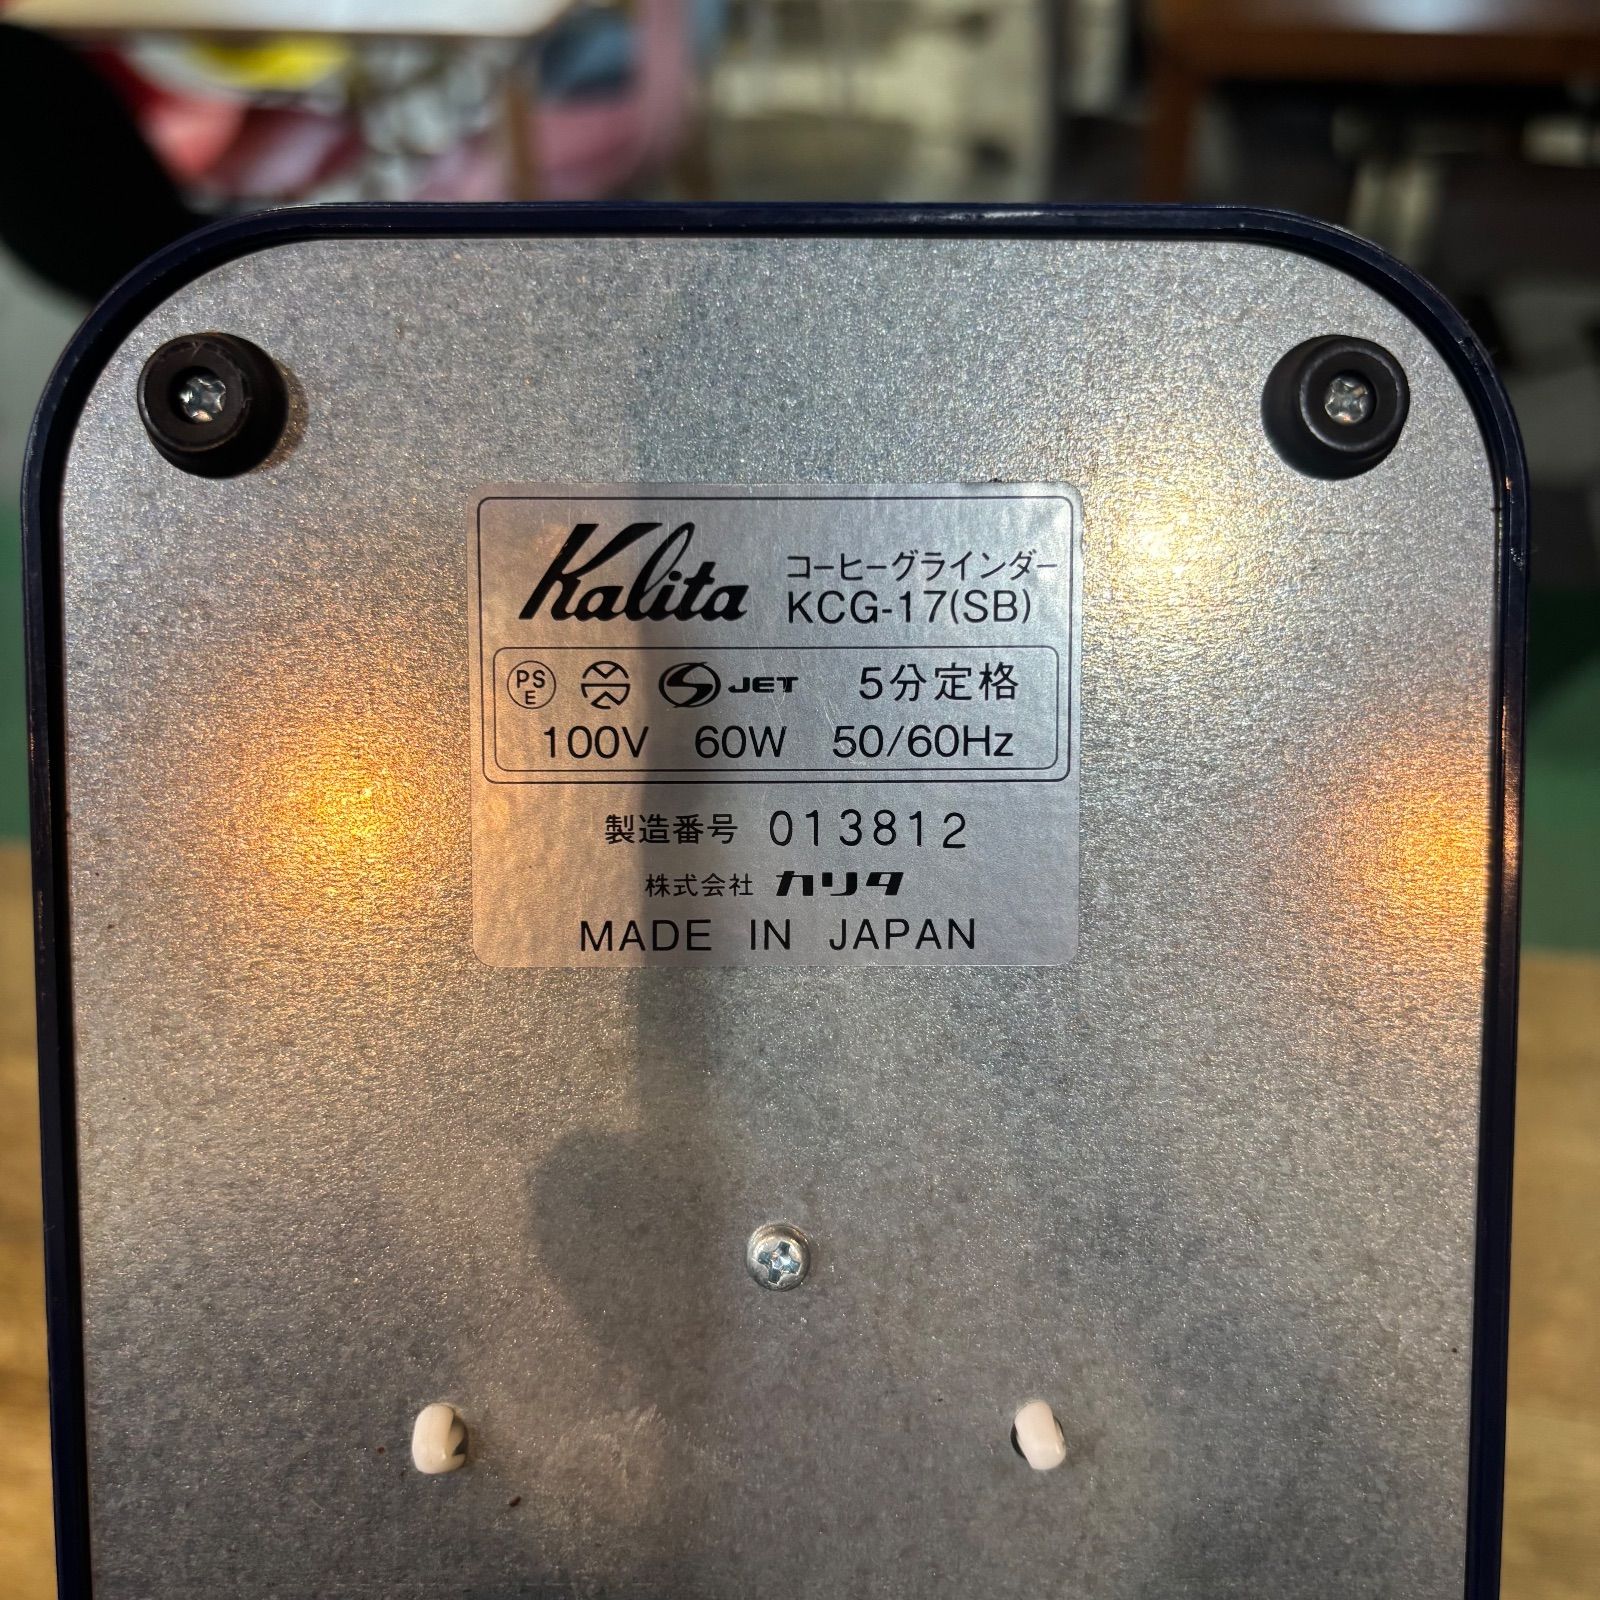 Kalita
コーヒーグラインダー
KCG-17(SB)
PS
E
JET 5分定格
100V 60W 50/60Hz
製造番号 013812
株式会社 カリタ
MADE IN JAPAN